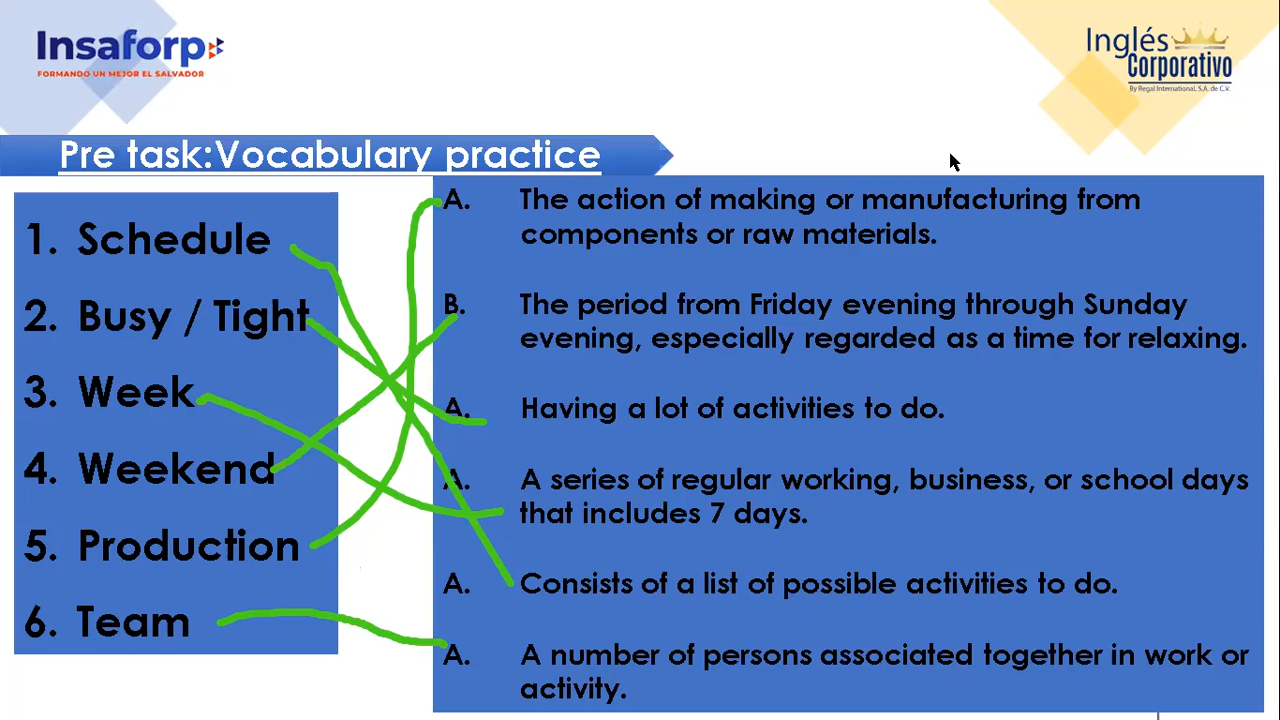 Insaforp
FORMANDO UN MEJOR EL SALVADOR
Inglés
Corporativo
By Regal International, S.A. de C.V.
Pre task:Vocabulary practice
1. Schedule
2. Busy / Tight
3. Week
4. Weekend
5. Production
6. Team
A. The action of making or manufacturing from
components or raw materials.
B. The period from Friday evening through Sunday
evening, especially regarded as a time for relaxing.
A. Having a lot of activities to do.
A. A series of regular working, business, or school days
that includes 7 days.
A. Consists of a list of possible activities to do.
A. A number of persons associated together in work or
activity.